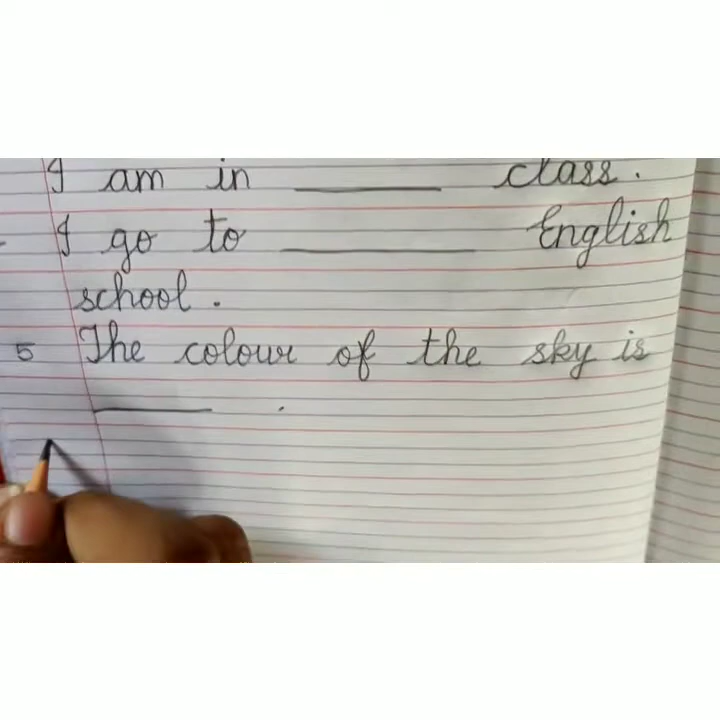 I am in ______ class.
I go to ______ English
school.
5 The colour of the sky is
______ .